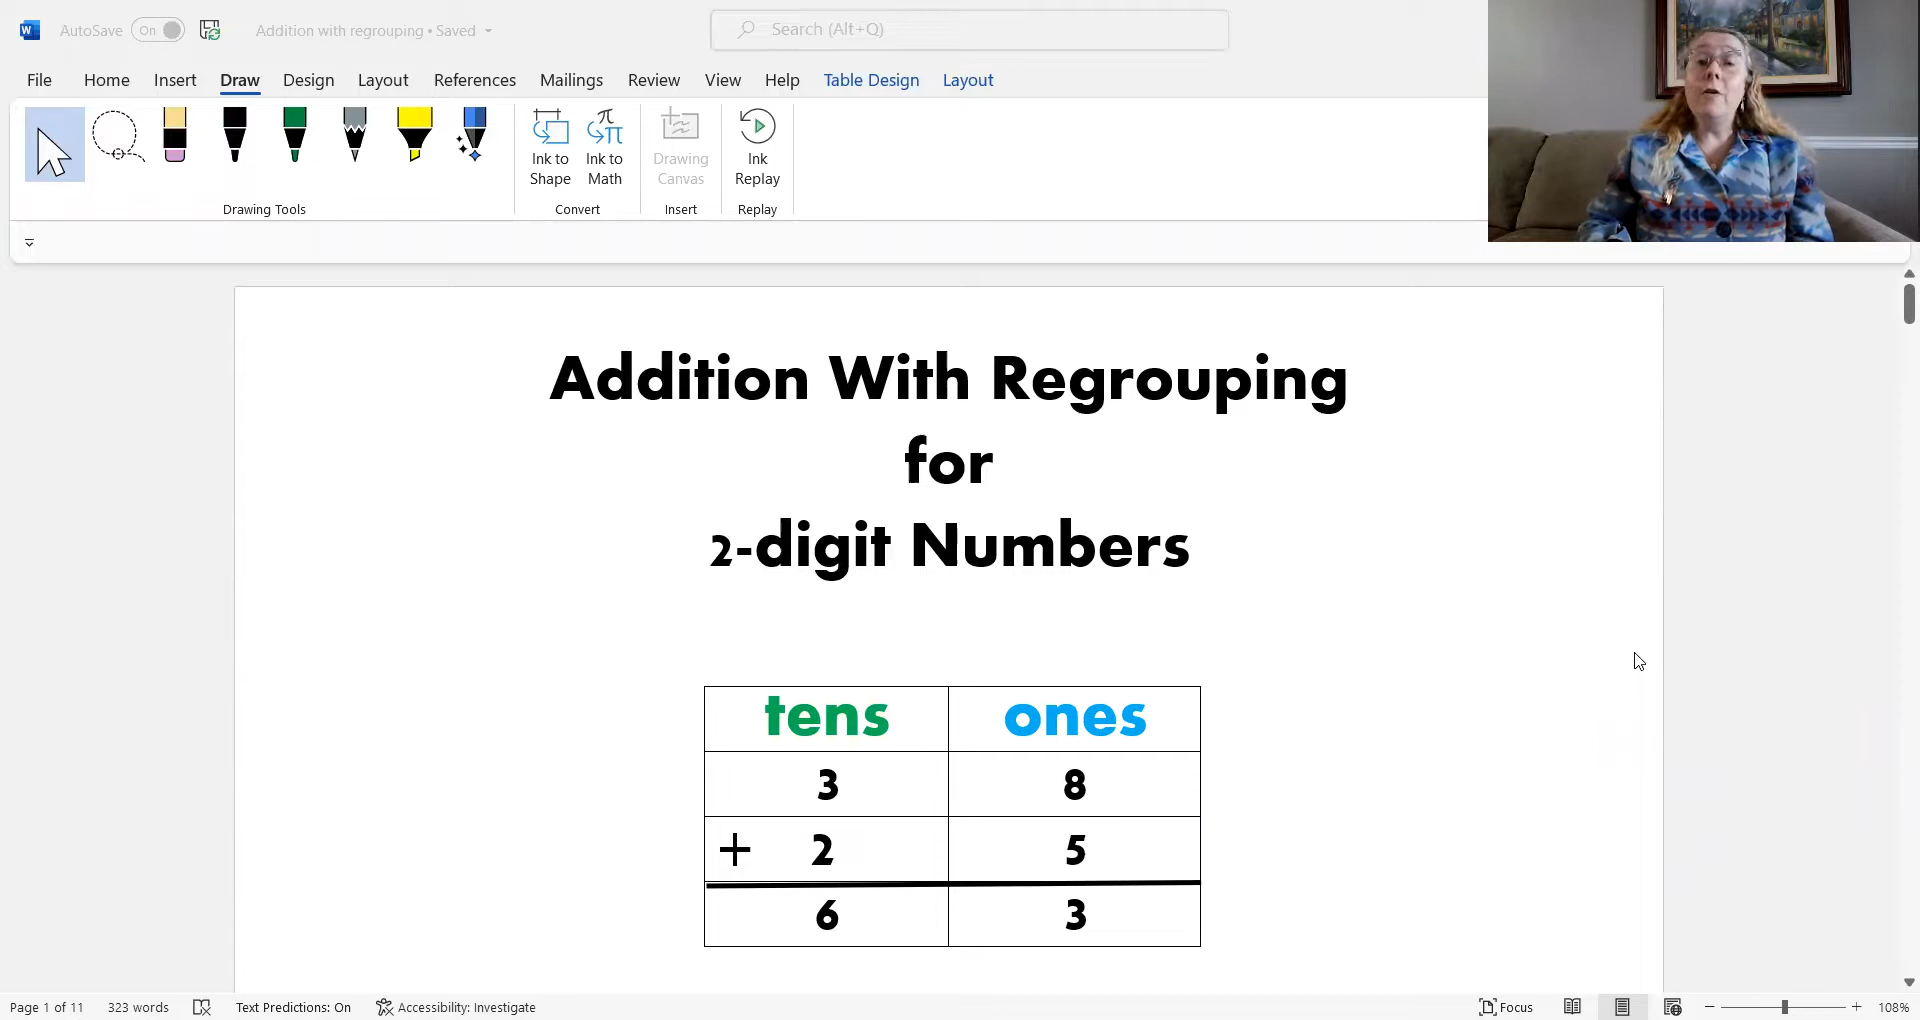 W AutoSave On Addition with regrouping • Saved Search (Alt+Q)
File Home Insert Draw Design Layout References Mailings Review View Help Table Design Layout
Ink to Shape
Ink to Math
Drawing Canvas
Ink Replay
Drawing Tools Convert Insert Replay
Addition With Regrouping
for
2-digit Numbers
tens ones
3 8
+ 2 5
6 3
Page 1 of 11 323 words Text Predictions: On Accessibility: Investigate Focus 108%